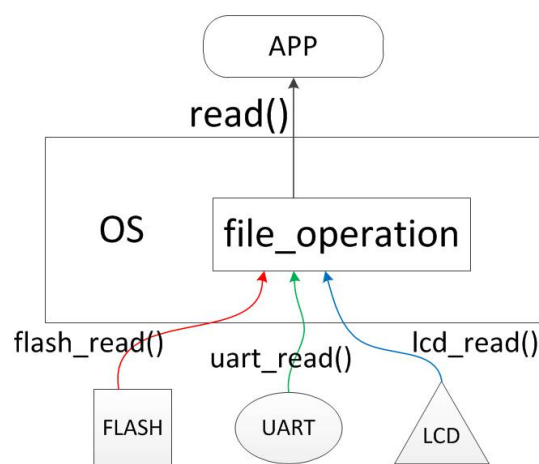 APP
read()
OS
file_operation
flash_read()
uart_read()
lcd_read()
FLASH
UART
LCD